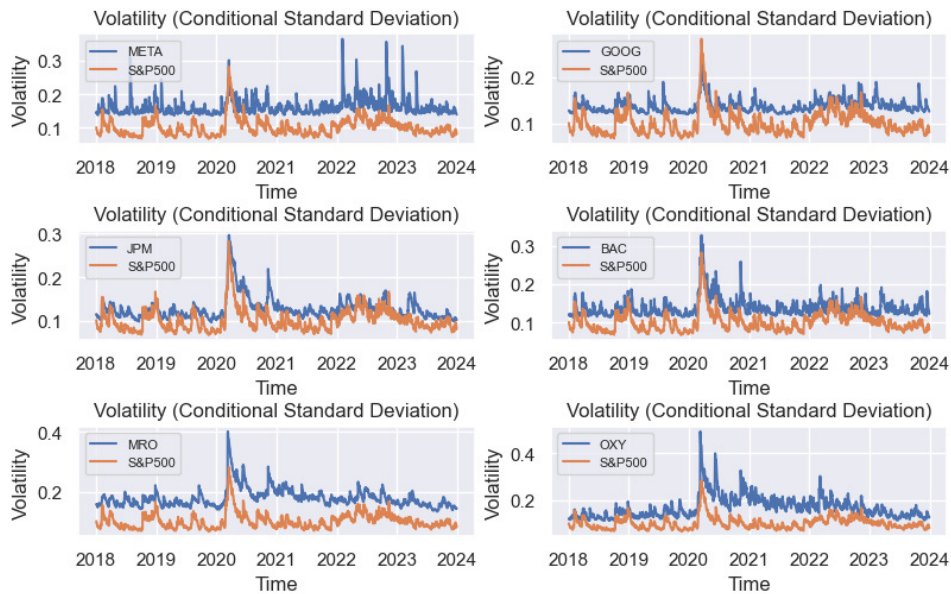 Volatility (Conditional Standard Deviation)
Volatility
0.3
0.2
0.1
META
S&P500
2018 2019 2020 2021 2022 2023 2024
Time
Volatility (Conditional Standard Deviation)
Volatility
0.2
0.1
GOOG
S&P500
2018 2019 2020 2021 2022 2023 2024
Time
Volatility (Conditional Standard Deviation)
Volatility
0.3
0.2
0.1
JPM
S&P500
2018 2019 2020 2021 2022 2023 2024
Time
Volatility (Conditional Standard Deviation)
Volatility
0.3
0.2
0.1
BAC
S&P500
2018 2019 2020 2021 2022 2023 2024
Time
Volatility (Conditional Standard Deviation)
Volatility
0.4
0.2
MRO
S&P500
2018 2019 2020 2021 2022 2023 2024
Time
Volatility (Conditional Standard Deviation)
Volatility
0.4
0.2
OXY
S&P500
2018 2019 2020 2021 2022 2023 2024
Time